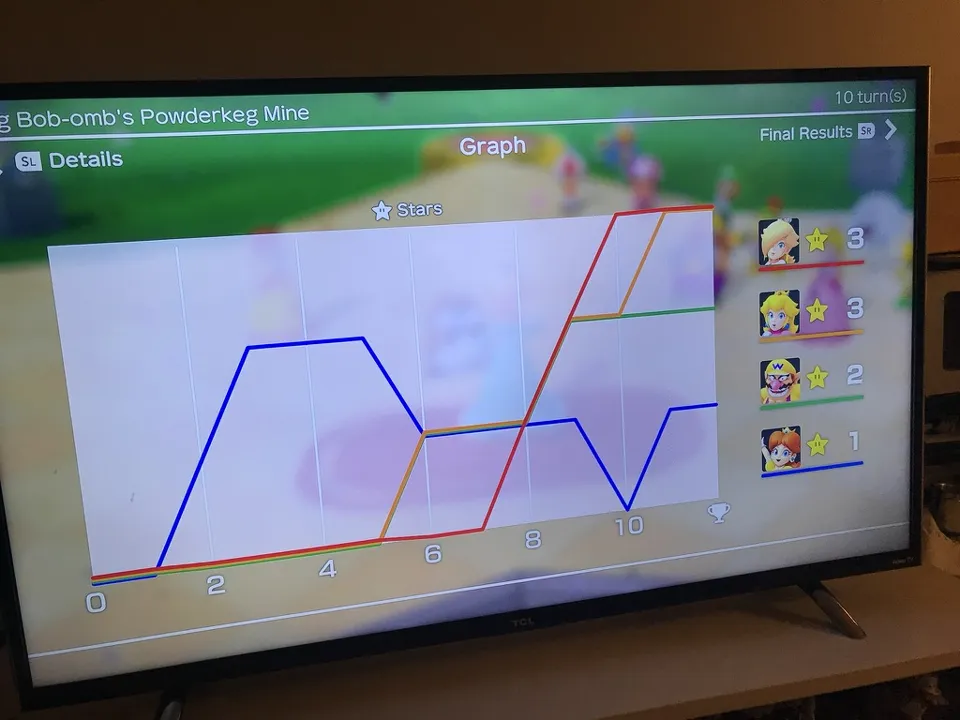 g Bob-omb's Powderkeg Mine
10 turn(s)
SL Details
Graph
Final Results SR
Stars
3
3
W
2
1
0 2 4 6 8 10
TCL